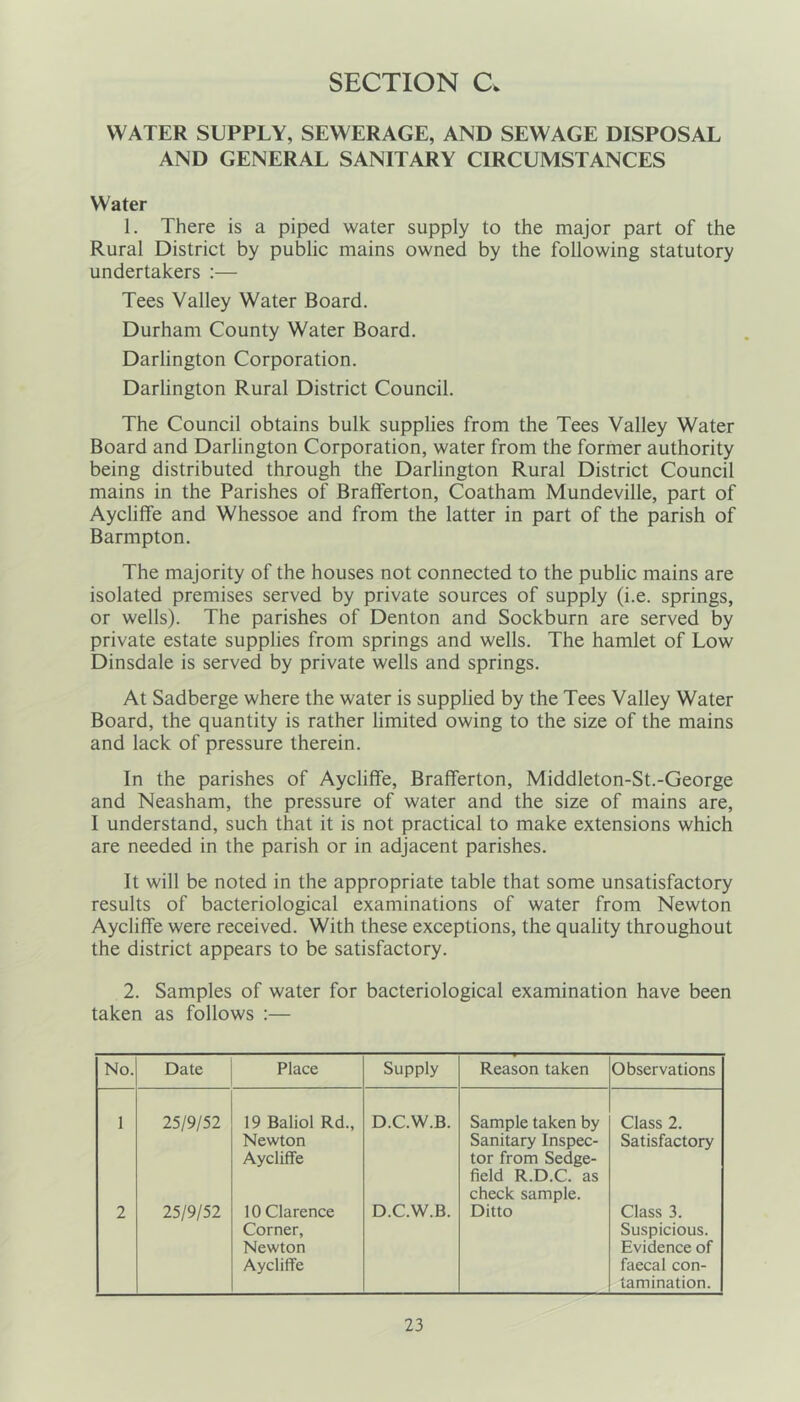 SECTION C.
WATER SUPPLY, SEWERAGE, AND SEWAGE DISPOSAL
AND GENERAL SANITARY CIRCUMSTANCES
Water
1. There is a piped water supply to the major part of the
Rural District by public mains owned by the following statutory
undertakers :—
Tees Valley Water Board.
Durham County Water Board.
Darlington Corporation.
Darlington Rural District Council.
The Council obtains bulk supplies from the Tees Valley Water
Board and Darlington Corporation, water from the former authority
being distributed through the Darlington Rural District Council
mains in the Parishes of Brafferton, Coatham Mundeville, part of
Aycliffe and Whessoe and from the latter in part of the parish of
Barmpton.
The majority of the houses not connected to the public mains are
isolated premises served by private sources of supply (i.e. springs,
or wells). The parishes of Denton and Sockburn are served by
private estate supplies from springs and wells. The hamlet of Low
Dinsdale is served by private wells and springs.
At Sadberge where the water is supplied by the Tees Valley Water
Board, the quantity is rather limited owing to the size of the mains
and lack of pressure therein.
In the parishes of Aycliffe, Brafferton, Middleton-St.-George
and Neasham, the pressure of water and the size of mains are,
I understand, such that it is not practical to make extensions which
are needed in the parish or in adjacent parishes.
It will be noted in the appropriate table that some unsatisfactory
results of bacteriological examinations of water from Newton
Aycliffe were received. With these exceptions, the quality throughout
the district appears to be satisfactory.
2. Samples of water for bacteriological examination have been
taken as follows :—
No. Date Place Supply Reason taken Observations
1 25/9/52 19 Baliol Rd., D.C.W.B. Sample taken by Class 2.
Newton Sanitary Inspec- Satisfactory
Aycliffe tor from Sedge-
field R.D.C. as
check sample.
2 25/9/52 10 Clarence D.C.W.B. Ditto Class 3.
Corner, Suspicious.
Newton Evidence of
Aycliffe faecal con-
tamination.
23